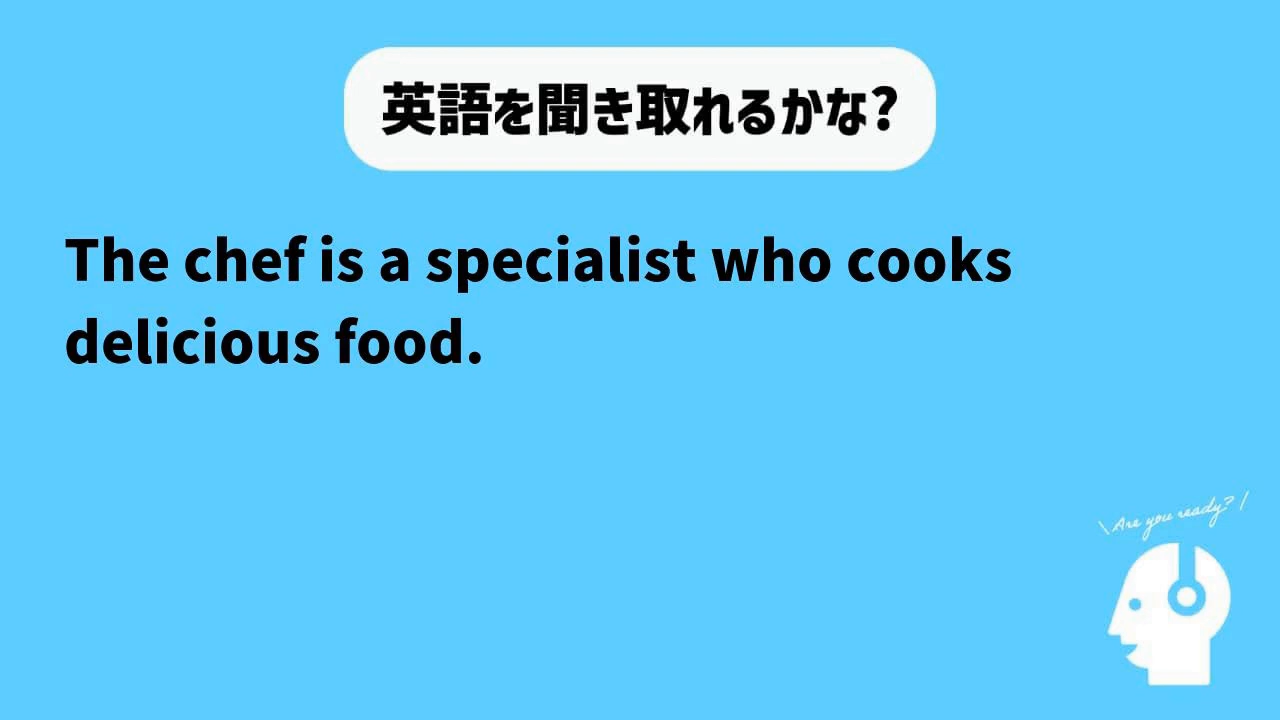 英語を聞き取れるかな?
The chef is a specialist who cooks
delicious food.
\ Are you ready? /